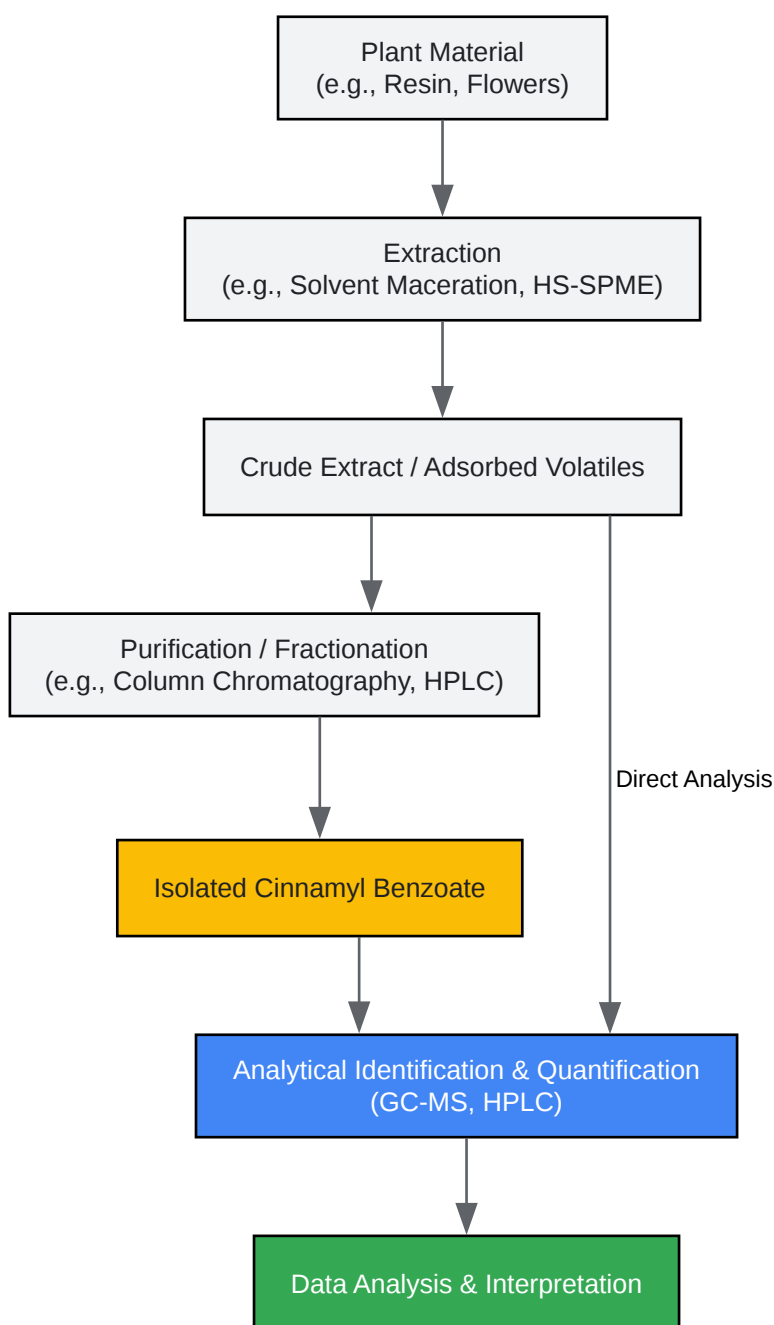 Plant Material
(e.g., Resin, Flowers)
Extraction
(e.g., Solvent Maceration, HS-SPME)
Crude Extract / Adsorbed Volatiles
Purification / Fractionation
(e.g., Column Chromatography, HPLC)
Direct Analysis
Isolated Cinnamyl Benzoate
Analytical Identification & Quantification
(GC-MS, HPLC)
Data Analysis & Interpretation